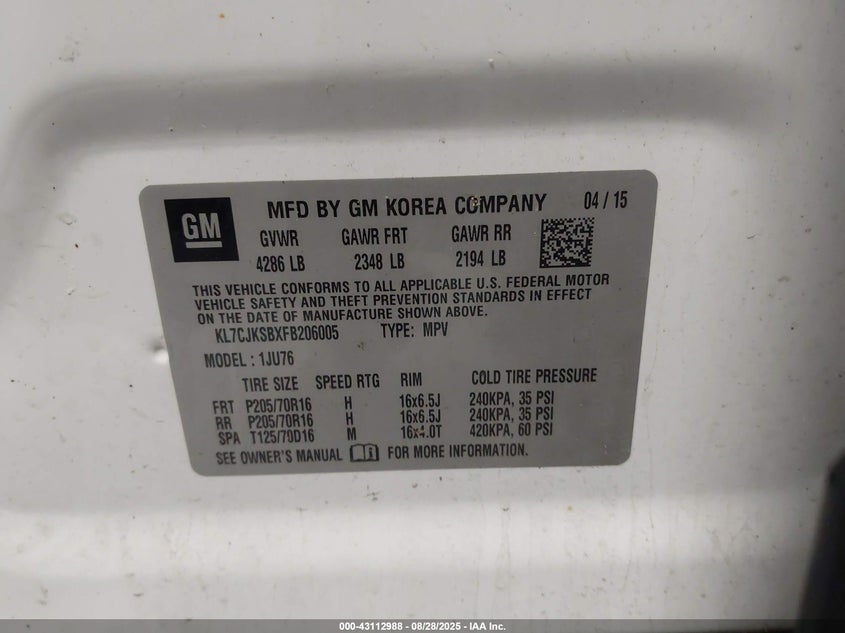 GM
MFD BY GM KOREA COMPANY 04 / 15
GVWR GAWR FRT GAWR RR
4286 LB 2348 LB 2194 LB
THIS VEHICLE CONFORMS TO ALL APPLICABLE U.S. FEDERAL MOTOR
VEHICLE SAFETY AND THEFT PREVENTION STANDARDS IN EFFECT
ON THE DATE OF MANUFACTURE SHOWN ABOVE.
KL7CJKSBXFB206005 TYPE: MPV
MODEL : 1JU76
TIRE SIZE SPEED RTG RIM COLD TIRE PRESSURE
FRT P205/70R16 H 16x6.5J 240KPA, 35 PSI
RR P205/70R16 H 16x6.5J 240KPA, 35 PSI
SPA T125/70D16 M 16x4.0T 420KPA, 60 PSI
SEE OWNER'S MANUAL FOR MORE INFORMATION.
000-43112988 - 08/28/2025 - IAA Inc.